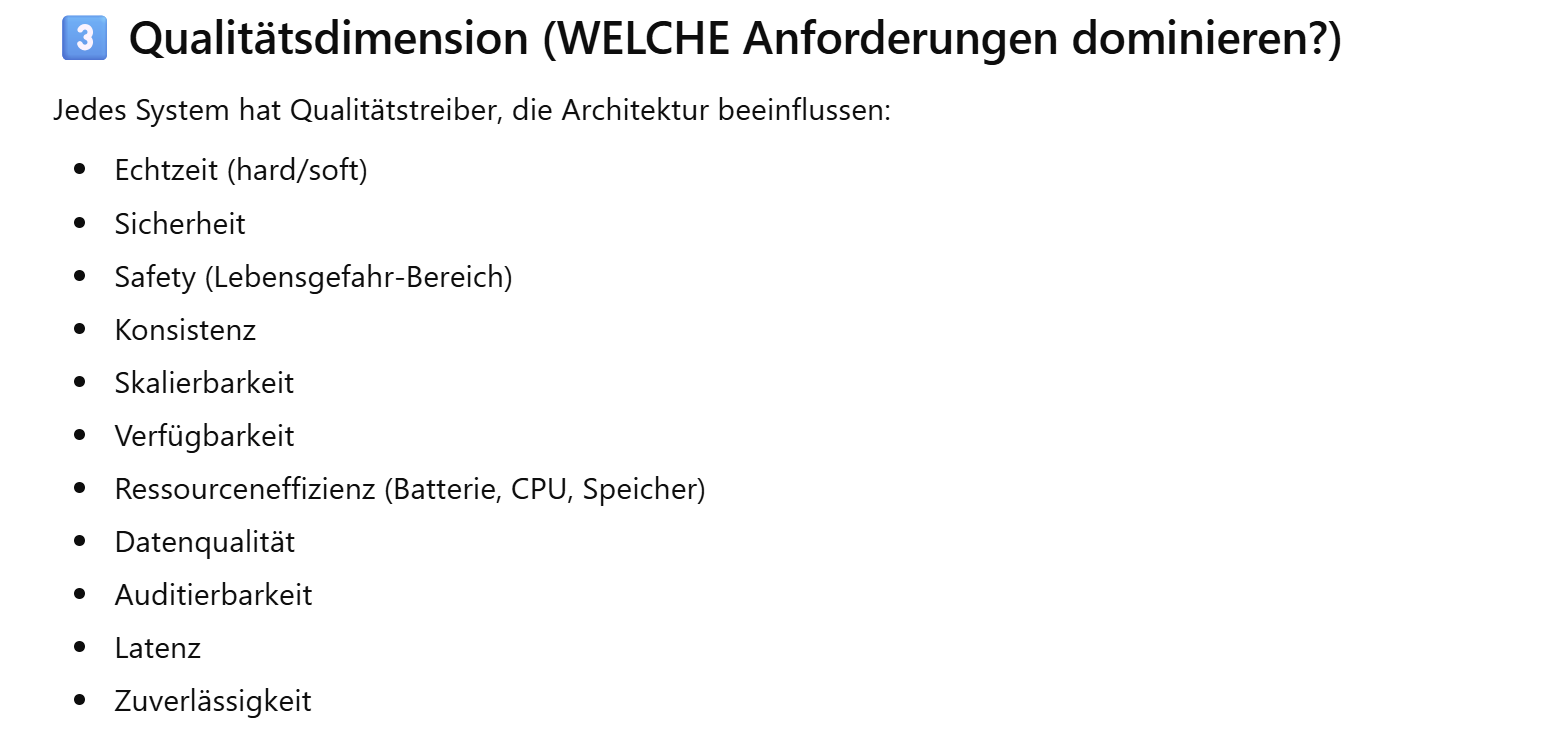 3 Qualitätsdimension (WELCHE Anforderungen dominieren?)
Jedes System hat Qualitätstreiber, die Architektur beeinflussen:
• Echtzeit (hard/soft)
• Sicherheit
• Safety (Lebensgefahr-Bereich)
• Konsistenz
• Skalierbarkeit
• Verfügbarkeit
• Ressourceneffizienz (Batterie, CPU, Speicher)
• Datenqualität
• Auditierbarkeit
• Latenz
• Zuverlässigkeit